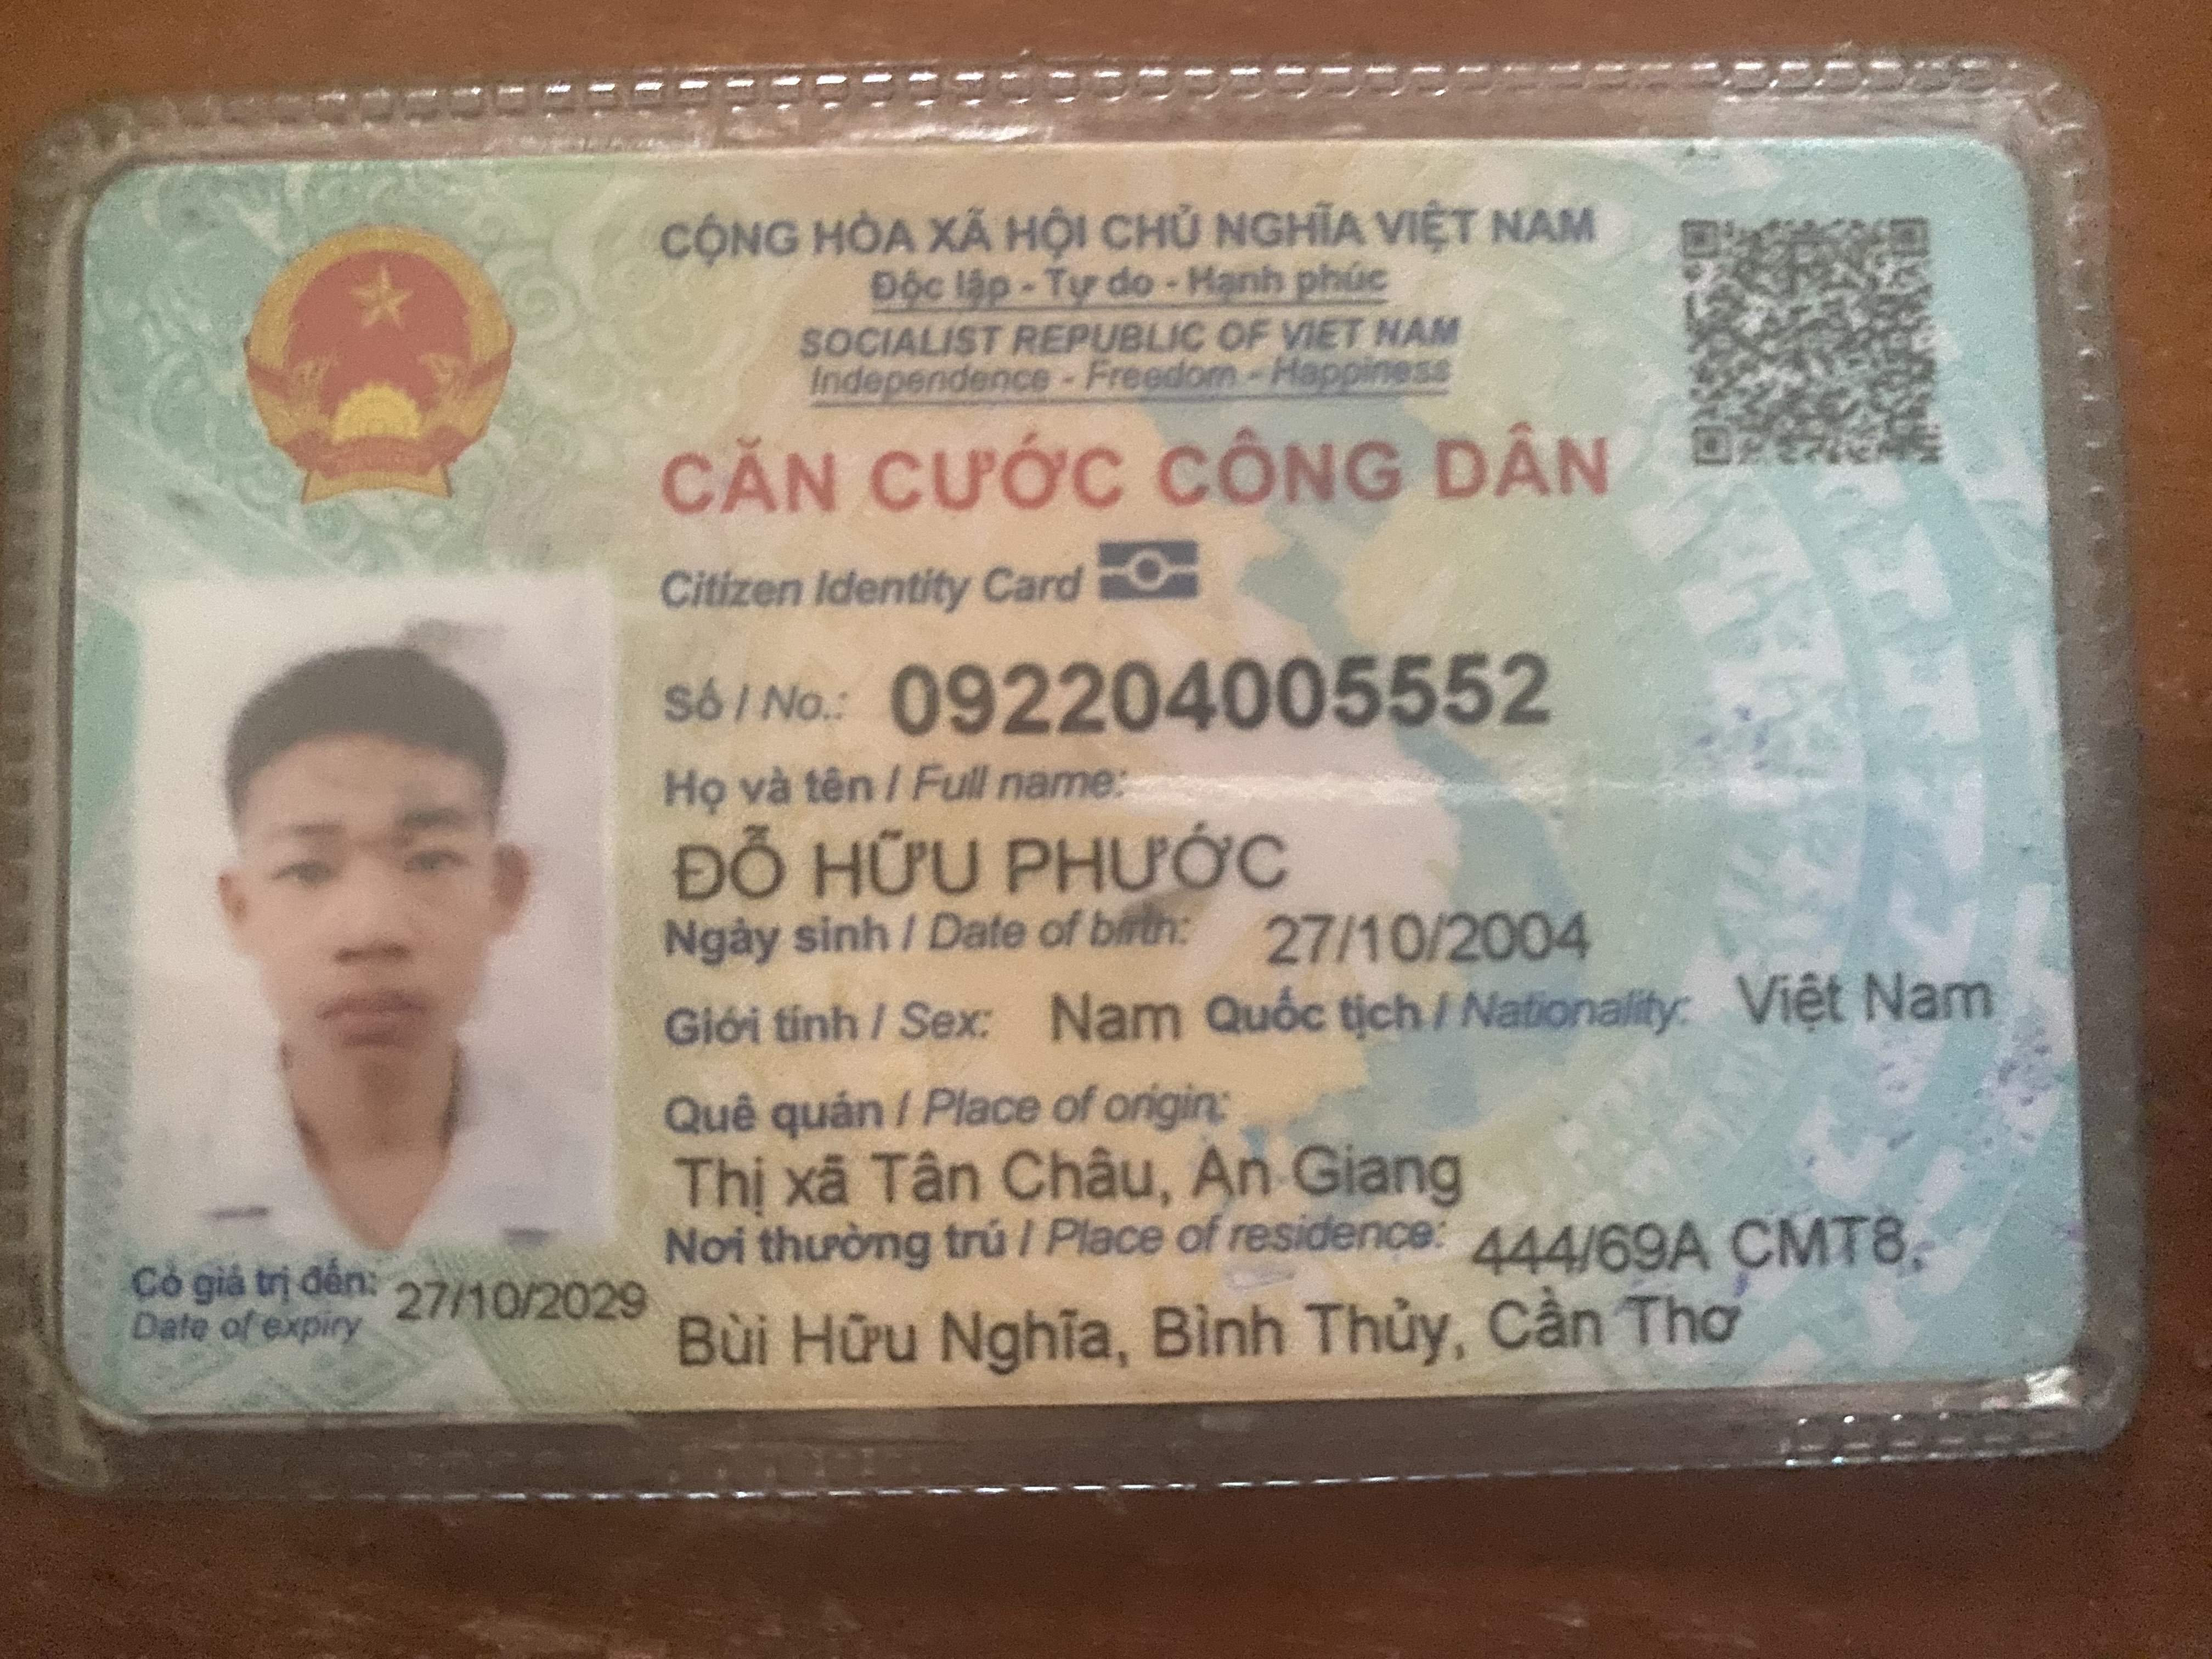 CỘNG HÒA XÃ HỘI CHỦ NGHĨA VIỆT NAM
Độc lập - Tự do - Hạnh phúc
SOCIALIST REPUBLIC OF VIET NAM
Independence - Freedom - Happiness
CĂN CƯỚC CÔNG DÂN
Citizen Identity Card
Số / No.: 092204005552
Họ và tên / Full name:
ĐỖ HỮU PHƯỚC
Ngày sinh / Date of birth: 27/10/2004
Giới tính / Sex: Nam Quốc tịch / Nationality: Việt Nam
Quê quán / Place of origin:
Thị xã Tân Châu, An Giang
Nơi thường trú / Place of residence: 444/69A CMT8,
Bùi Hữu Nghĩa, Bình Thủy, Cần Thơ
Có giá trị đến: 27/10/2029
Date of expiry